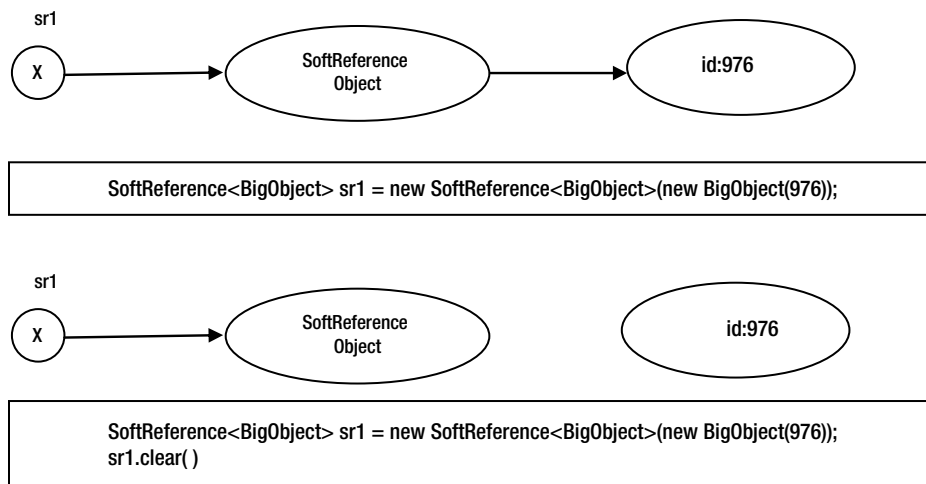 sr1
X
SoftReference
Object
id:976
SoftReference<BigObject> sr1 = new SoftReference<BigObject>(new BigObject(976));
sr1
X
SoftReference
Object
id:976
SoftReference<BigObject> sr1 = new SoftReference<BigObject>(new BigObject(976));
sr1.clear( )